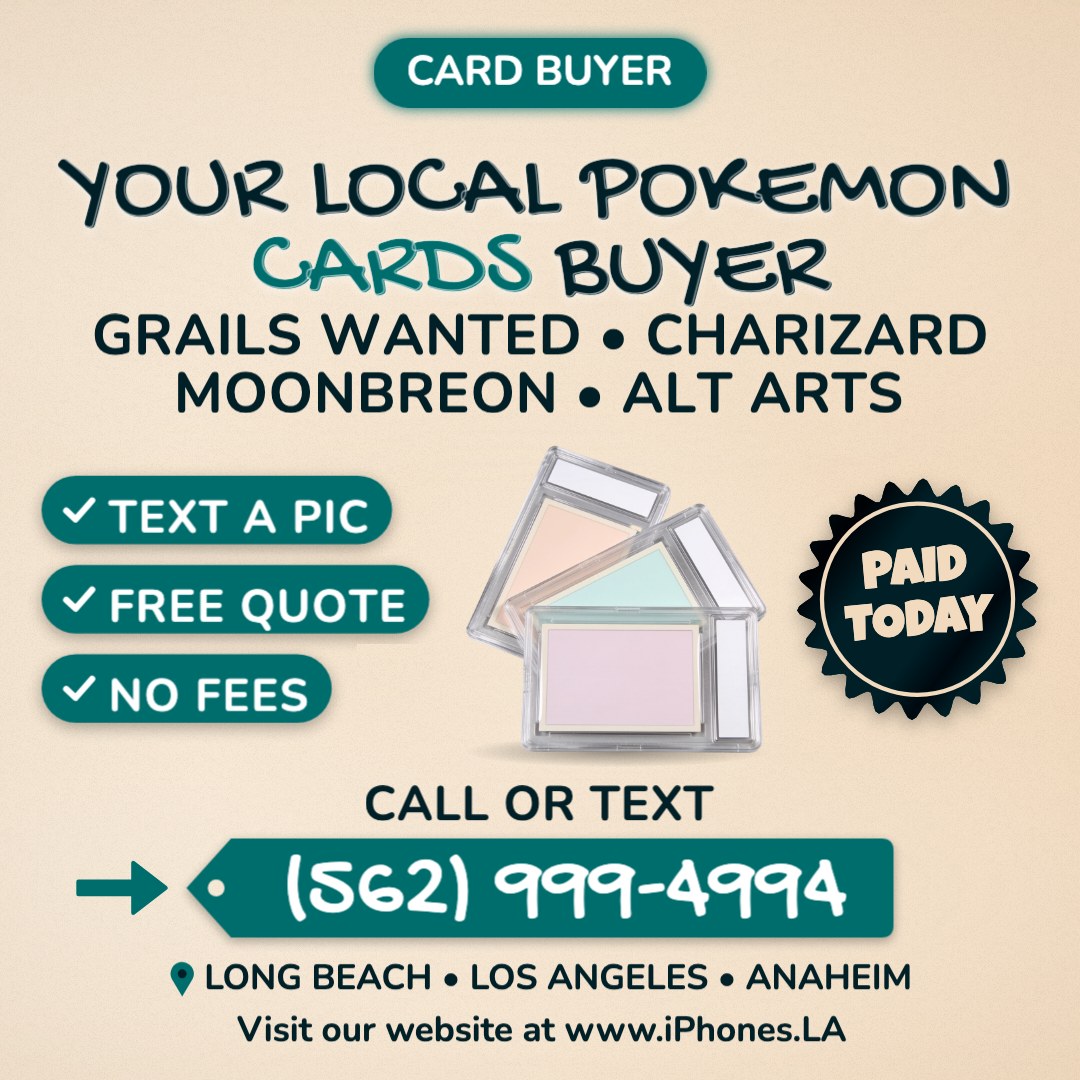 CARD BUYER
YOUR LOCAL POKEMON
CARDS BUYER
GRAILS WANTED • CHARIZARD
MOONBREON • ALT ARTS
✓ TEXT A PIC
✓ FREE QUOTE
✓ NO FEES
PAID
TODAY
CALL OR TEXT
(562) 999-4994
LONG BEACH • LOS ANGELES • ANAHEIM
Visit our website at www.iPhones.LA